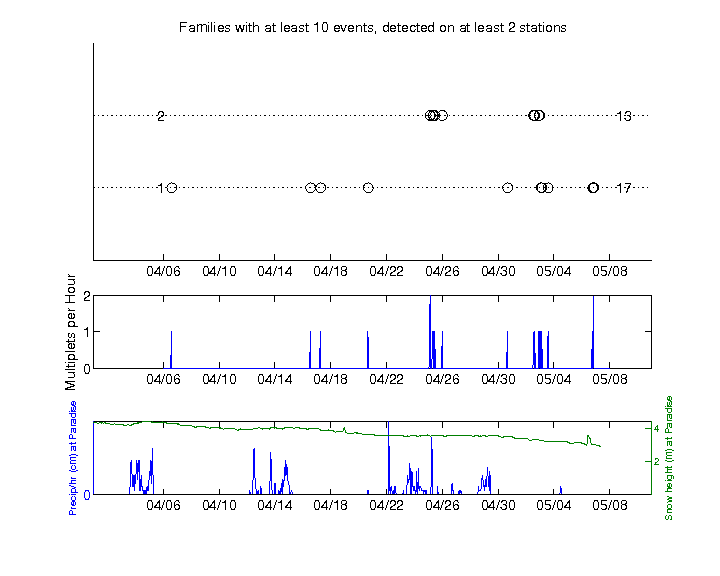 Families with at least 10 events, detected on at least 2 stations
2 13
1 17
04/06 04/10 04/14 04/18 04/22 04/26 04/30 05/04 05/08
Multiplets per Hour
2
1
0
04/06 04/10 04/14 04/18 04/22 04/26 04/30 05/04 05/08
Precip/hr (cm) at Paradise
0
4
2
Snow height (m) at Paradise
04/06 04/10 04/14 04/18 04/22 04/26 04/30 05/04 05/08